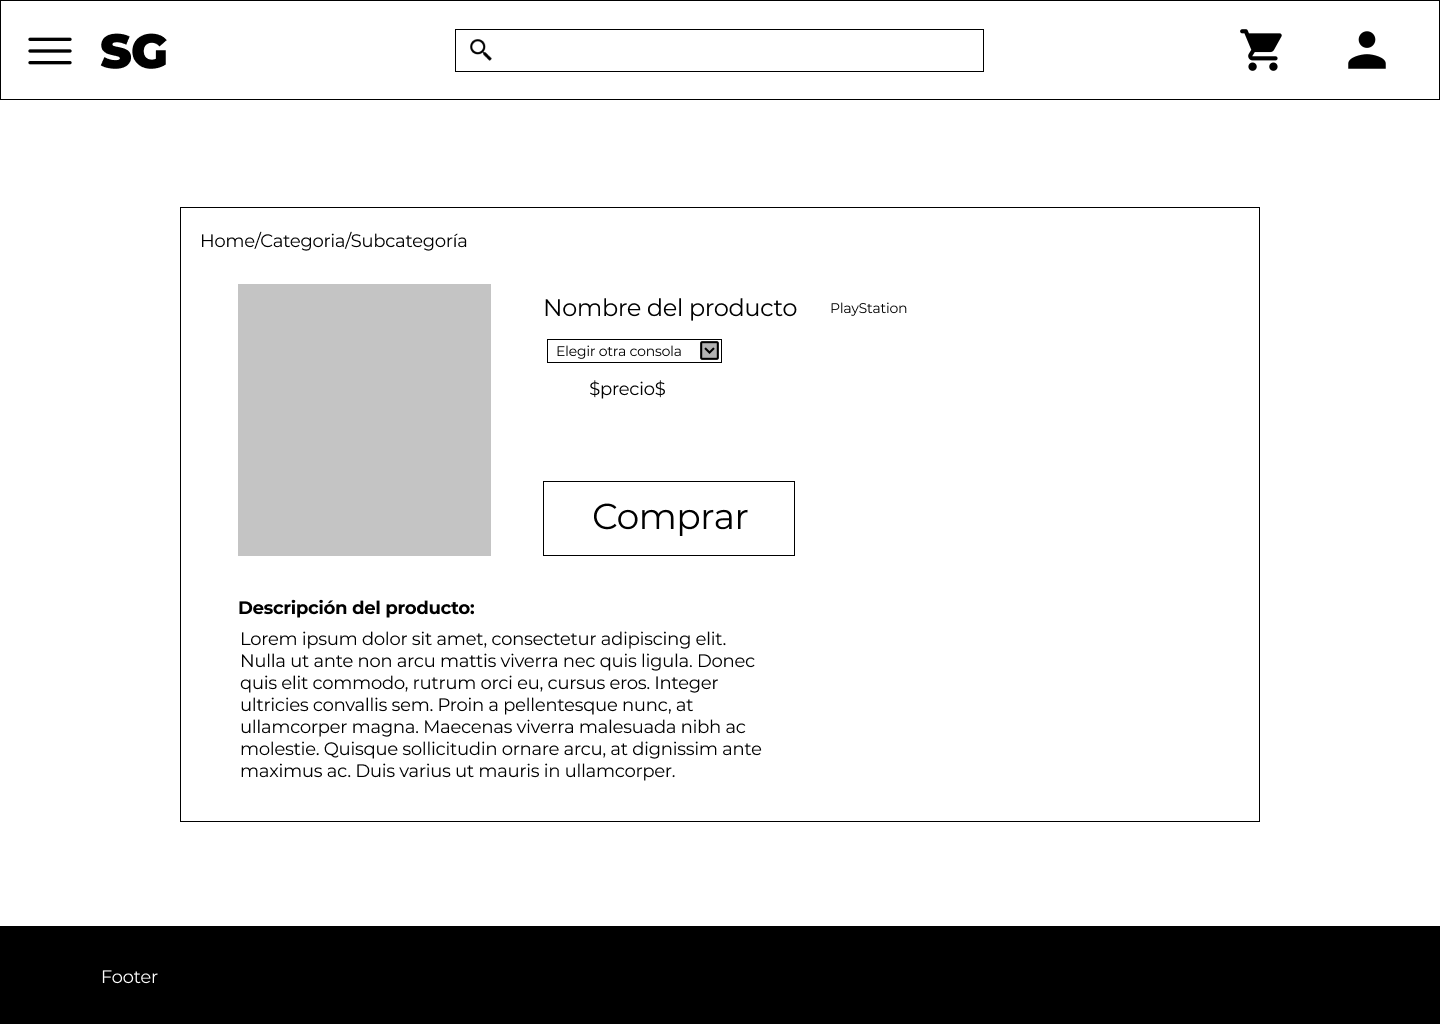 SG
Home/Categoria/Subcategoría
Nombre del producto PlayStation
Elegir otra consola
$precio$
Comprar
Descripción del producto:
Lorem ipsum dolor sit amet, consectetur adipiscing elit.
Nulla ut ante non arcu mattis viverra nec quis ligula. Donec
quis elit commodo, rutrum orci eu, cursus eros. Integer
ultricies convallis sem. Proin a pellentesque nunc, at
ullamcorper magna. Maecenas viverra malesuada nibh ac
molestie. Quisque sollicitudin ornare arcu, at dignissim ante
maximus ac. Duis varius ut mauris in ullamcorper.
Footer